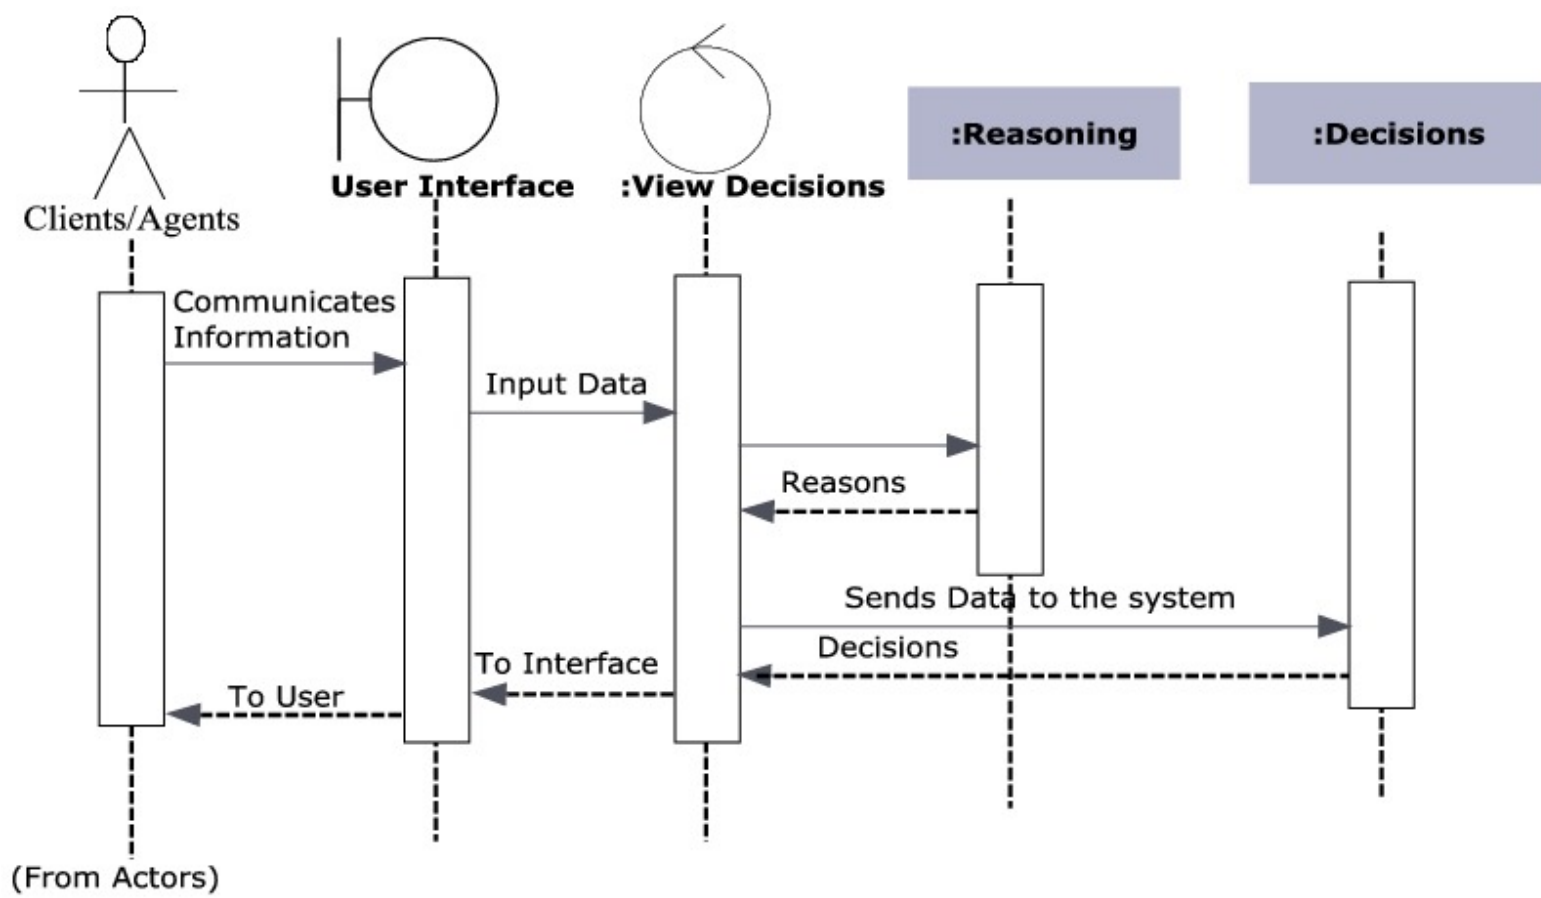 :Reasoning
:Decisions
User Interface
:View Decisions
Clients/Agents
Communicates
Information
Input Data
Reasons
Sends Data to the system
Decisions
To Interface
To User
(From Actors)